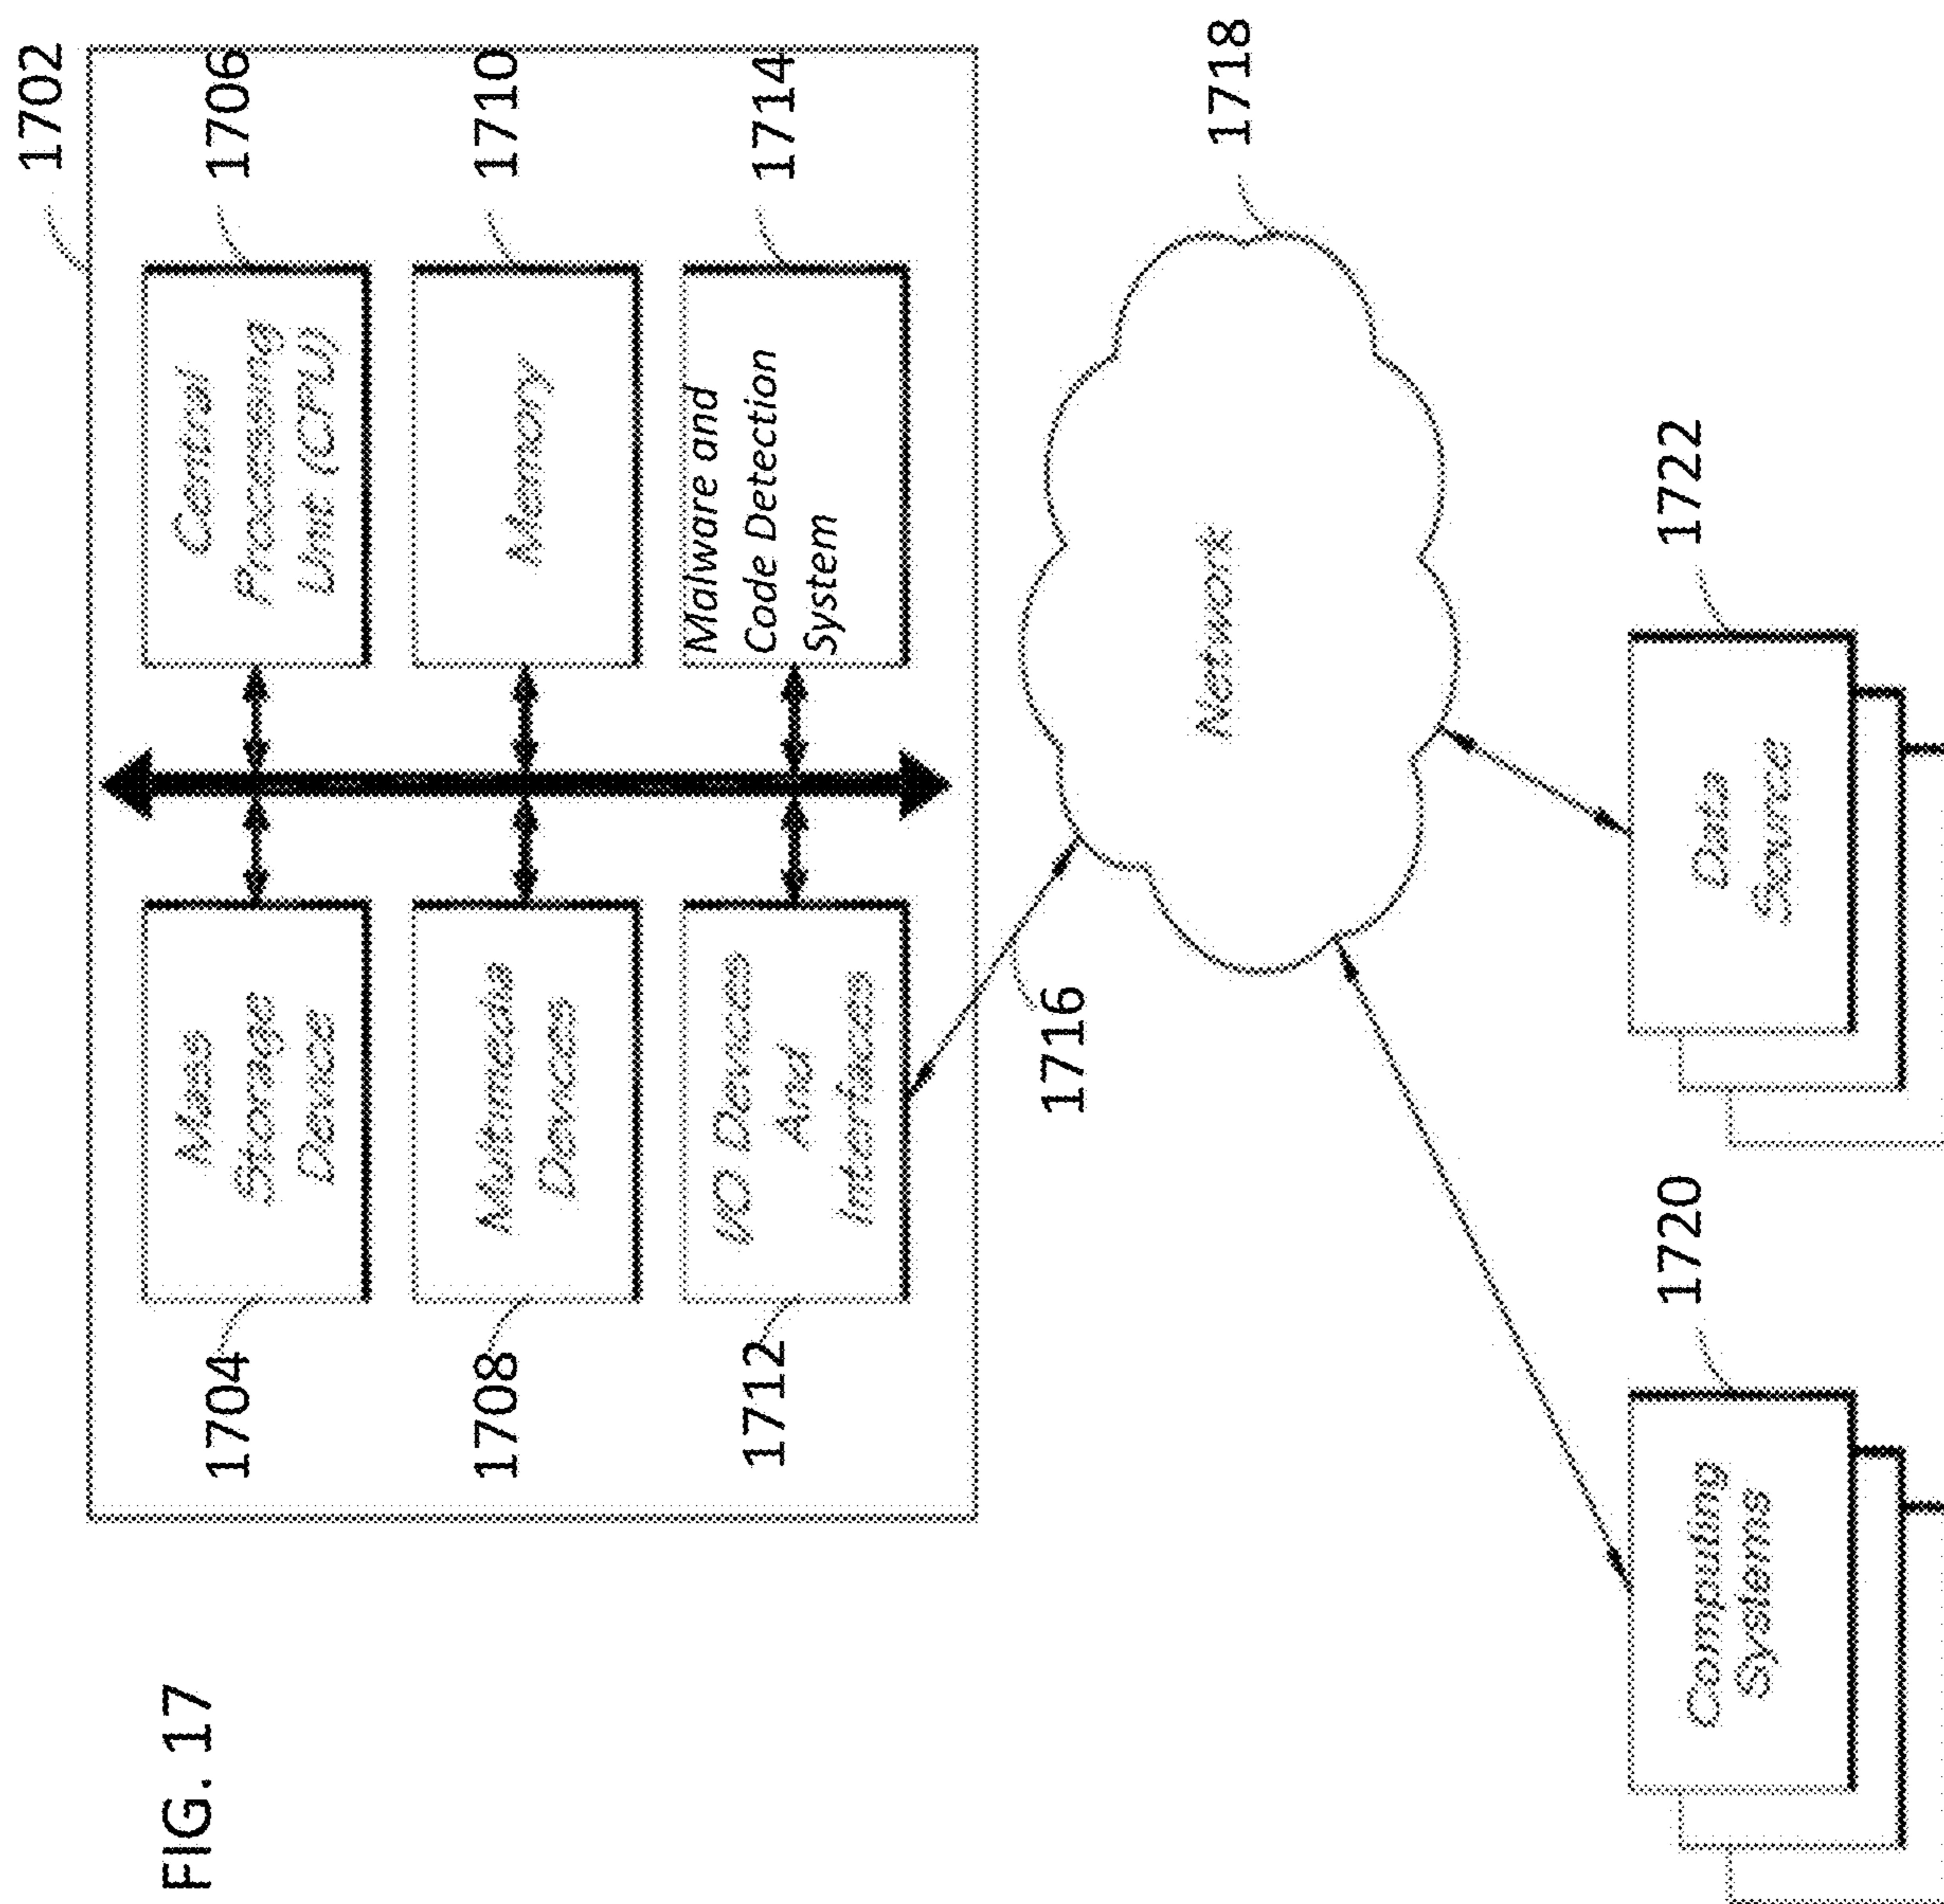 FIG. 17
1702
1704
Mass
Storage
Device
Central
Processing
Unit (CPU)
1706
1708
Multimedia
Devices
Memory
1710
1712
I/O Devices
And
Interfaces
Malware and
Code Detection
System
1714
1716
Network
1718
1720
Computing
Systems
1722
Data
Source